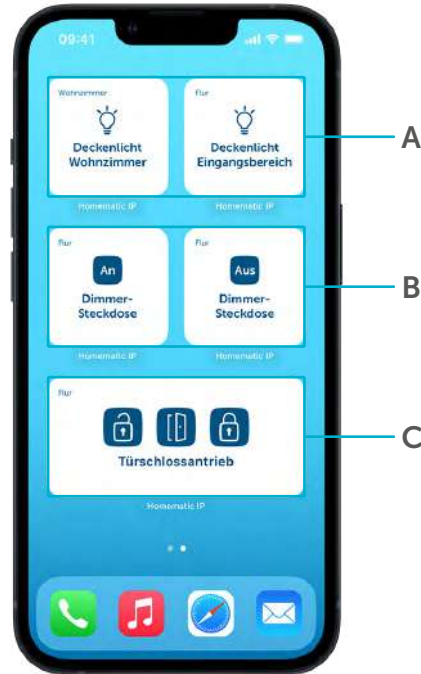 09:41
Wohnzimmer
Deckenlicht
Wohnzimmer
Homematic IP
Flur
Deckenlicht
Eingangsbereich
Homematic IP
A
Flur
An
Dimmer-
Steckdose
Homematic IP
Flur
Aus
Dimmer-
Steckdose
Homematic IP
B
Flur
Türschlossantrieb
Homematic IP
C